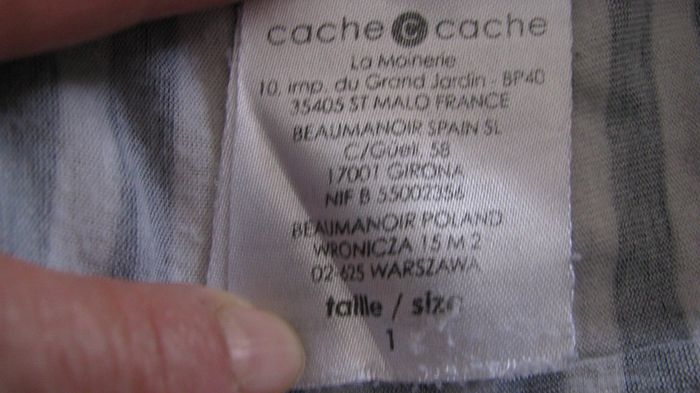 cache c cache
La Moinerie
10, imp. du Grand Jardin - BP40
35405 ST MALO FRANCE
BEAUMANOIR SPAIN SL
C/Güell, 58
17001 GIRONA
NIF B 55002356
BEAUMANOIR POLAND
WRONICZA 15 M 2
02-625 WARSZAWA
taille / size
1